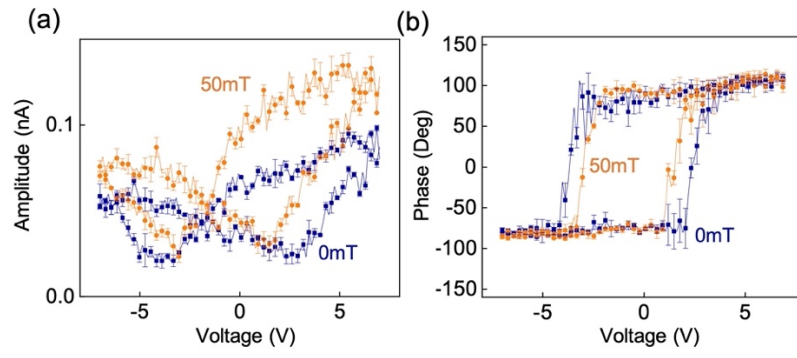 (a)
Amplitude (nA)
0.1
0.0
50mT
0mT
-5
0
5
Voltage (V)
(b)
Phase (Deg)
150
100
50
0
-50
-100
-150
50mT
0mT
-5
0
5
Voltage (V)